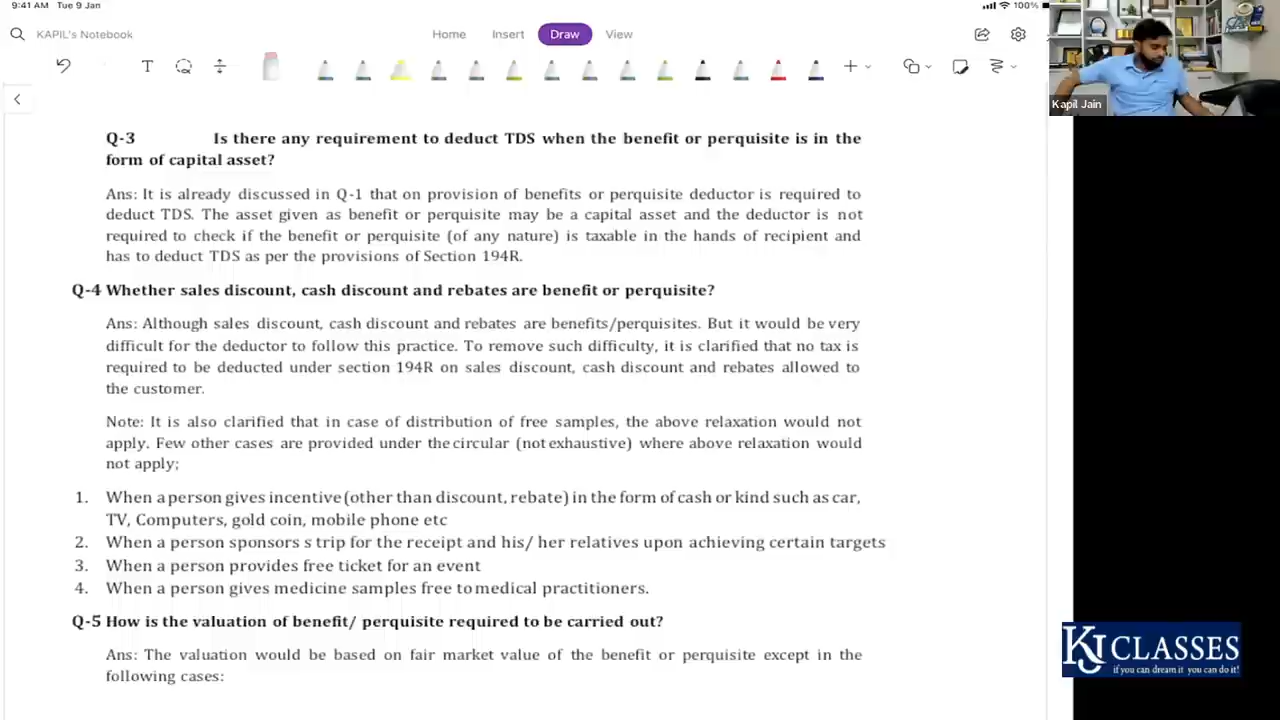 9:41 AM Tue 9 Jan
100%
KAPIL's Notebook
Home Insert Draw View
T
Kapil Jain
Q-3 Is there any requirement to deduct TDS when the benefit or perquisite is in the
form of capital asset?
Ans: It is already discussed in Q-1 that on provision of benefits or perquisite deductor is required to
deduct TDS. The asset given as benefit or perquisite may be a capital asset and the deductor is not
required to check if the benefit or perquisite (of any nature) is taxable in the hands of recipient and
has to deduct TDS as per the provisions of Section 194R.
Q-4 Whether sales discount, cash discount and rebates are benefit or perquisite?
Ans: Although sales discount, cash discount and rebates are benefits/perquisites. But it would be very
difficult for the deductor to follow this practice. To remove such difficulty, it is clarified that no tax is
required to be deducted under section 194R on sales discount, cash discount and rebates allowed to
the customer.
Note: It is also clarified that in case of distribution of free samples, the above relaxation would not
apply. Few other cases are provided under the circular (not exhaustive) where above relaxation would
not apply;
1. When a person gives incentive (other than discount, rebate) in the form of cash or kind such as car,
TV, Computers, gold coin, mobile phone etc
2. When a person sponsors s trip for the receipt and his/ her relatives upon achieving certain targets
3. When a person provides free ticket for an event
4. When a person gives medicine samples free to medical practitioners.
Q-5 How is the valuation of benefit/ perquisite required to be carried out?
Ans: The valuation would be based on fair market value of the benefit or perquisite except in the
following cases:
KJ CLASSES
if you can dream it you can do it!